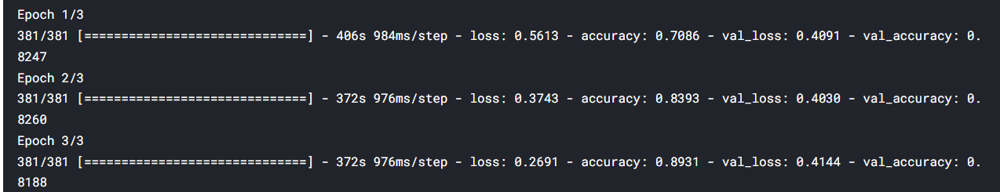 Epoch 1/3
381/381 [==============================] - 406s 984ms/step - loss: 0.5613 - accuracy: 0.7086 - val_loss: 0.4091 - val_accuracy: 0.
8247
Epoch 2/3
381/381 [==============================] - 372s 976ms/step - loss: 0.3743 - accuracy: 0.8393 - val_loss: 0.4030 - val_accuracy: 0.
8260
Epoch 3/3
381/381 [==============================] - 372s 976ms/step - loss: 0.2691 - accuracy: 0.8931 - val_loss: 0.4144 - val_accuracy: 0.
8188